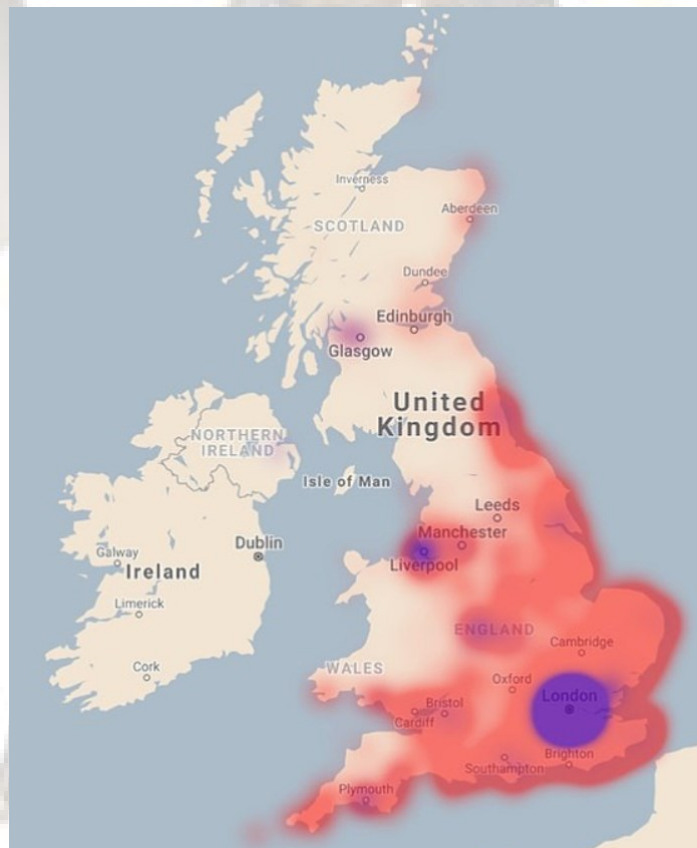 Inverness
SCOTLAND
Aberdeen
Dundee
Edinburgh
Glasgow
United
Kingdom
NORTHERN
IRELAND
Isle of Man
Leeds
Manchester
Dublin
Galway
Liverpool
Ireland
Limerick
ENGLAND
Cambridge
WALES
Cork
Oxford
London
Bristol
Cardiff
Brighton
Southampton
Plymouth